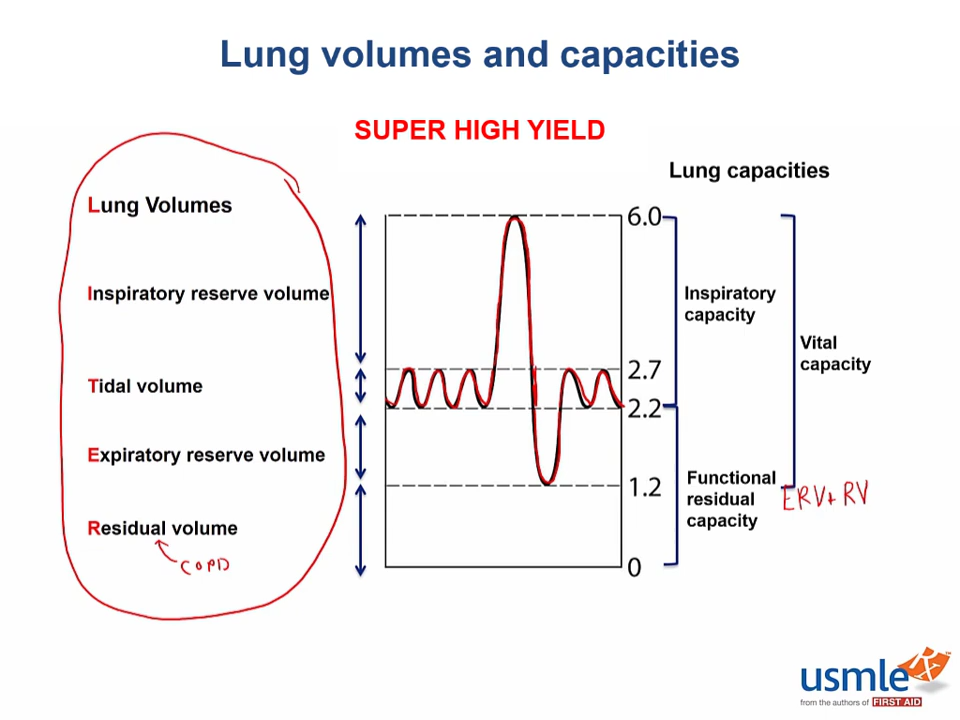 Lung volumes and capacities
SUPER HIGH YIELD
Lung Volumes
Inspiratory reserve volume
Tidal volume
Expiratory reserve volume
Residual volume
COPD
6.0
2.7
2.2
1.2
0
Lung capacities
Inspiratory
capacity
Vital
capacity
Functional
residual
capacity
ERV+RV
usmle Rx
from the authors of FIRST AID